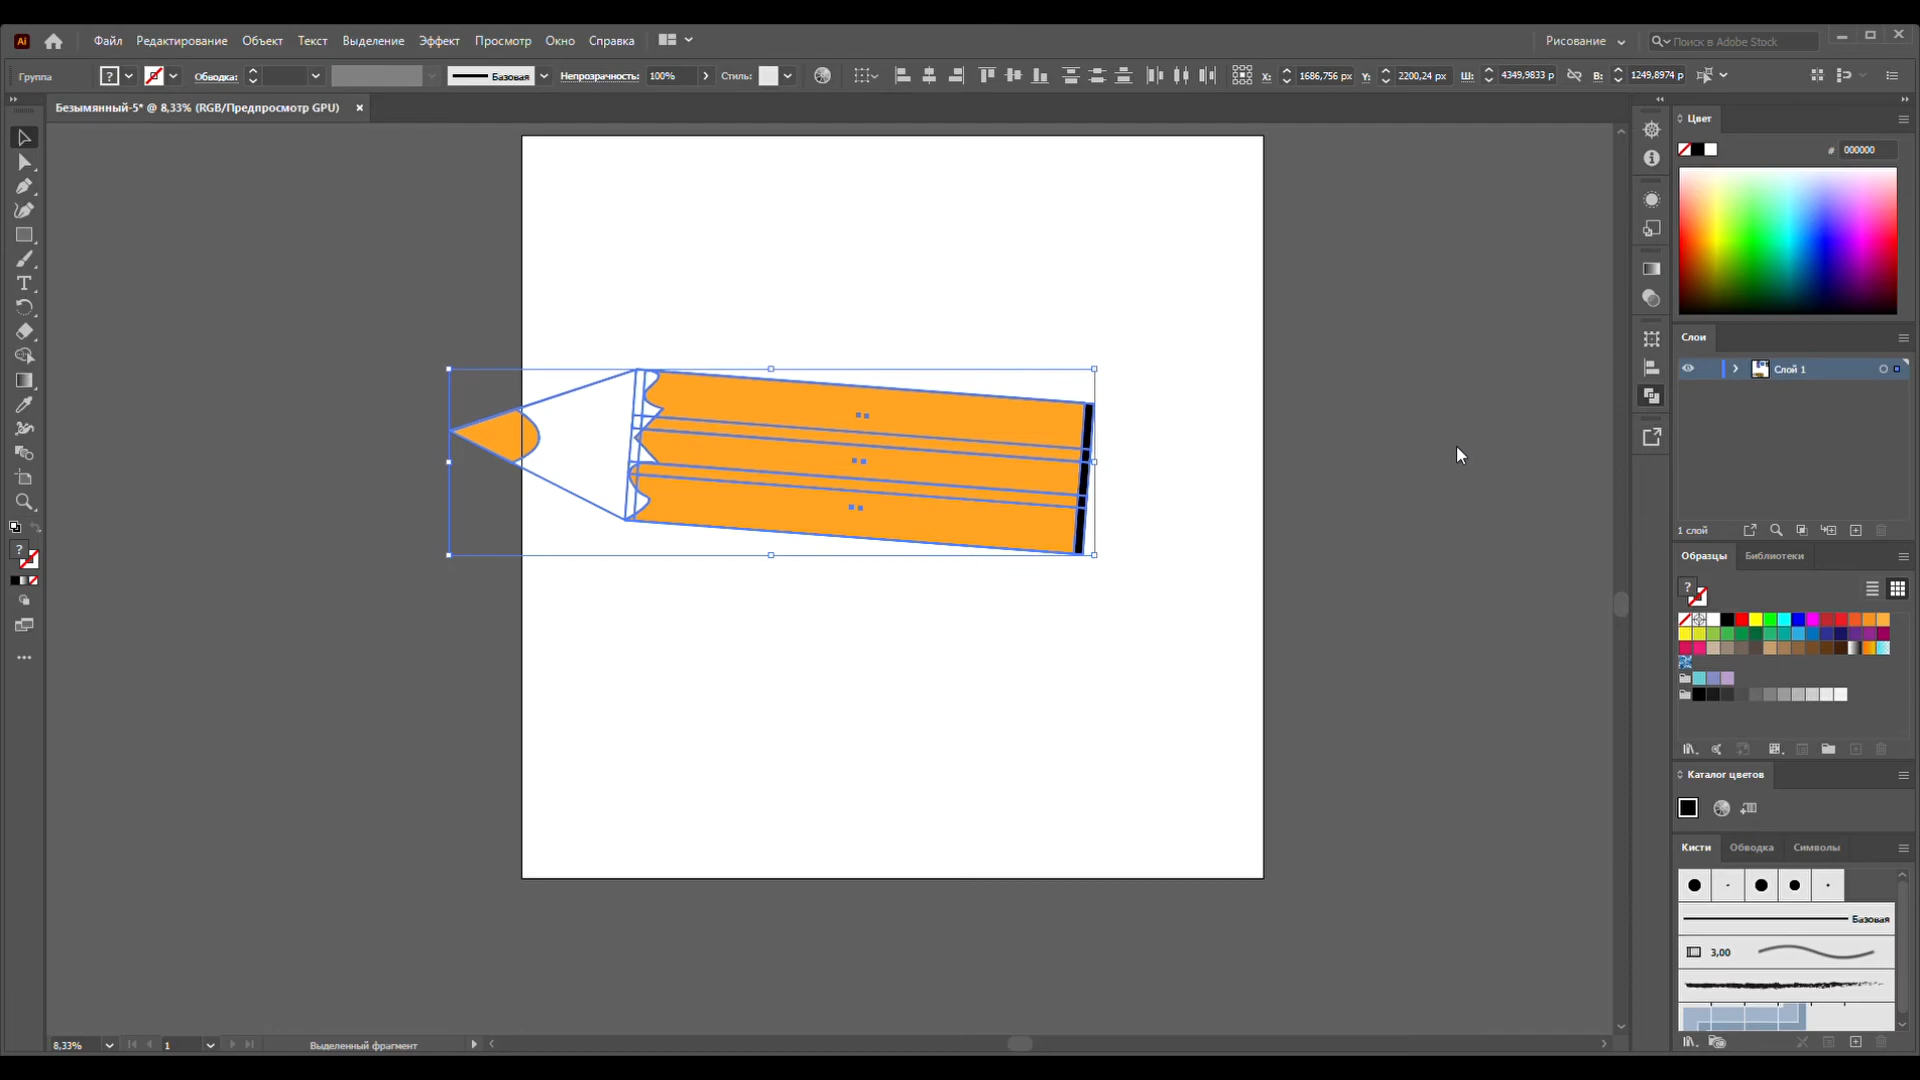 Ai Файл Редактирование Объект Текст Выделение Эффект Просмотр Окно Справка Рисование Поиск в Adobe Stock
Группа ? Обводка: Базовая Непрозрачность: 100% Стиль: X: 1686,756 px Y: 2200,24 px Ш: 4349,9833 p В: 1249,8974 p
Безымянный-5* @ 8,33% (RGB/Предпросмотр GPU) ×
Цвет
# 000000
Слои
Слой 1
1 слой
Образцы Библиотеки
?
?
Каталог цветов
Кисти Обводка Символы
Базовая
3,00
8,33% 1 Выделенный фрагмент